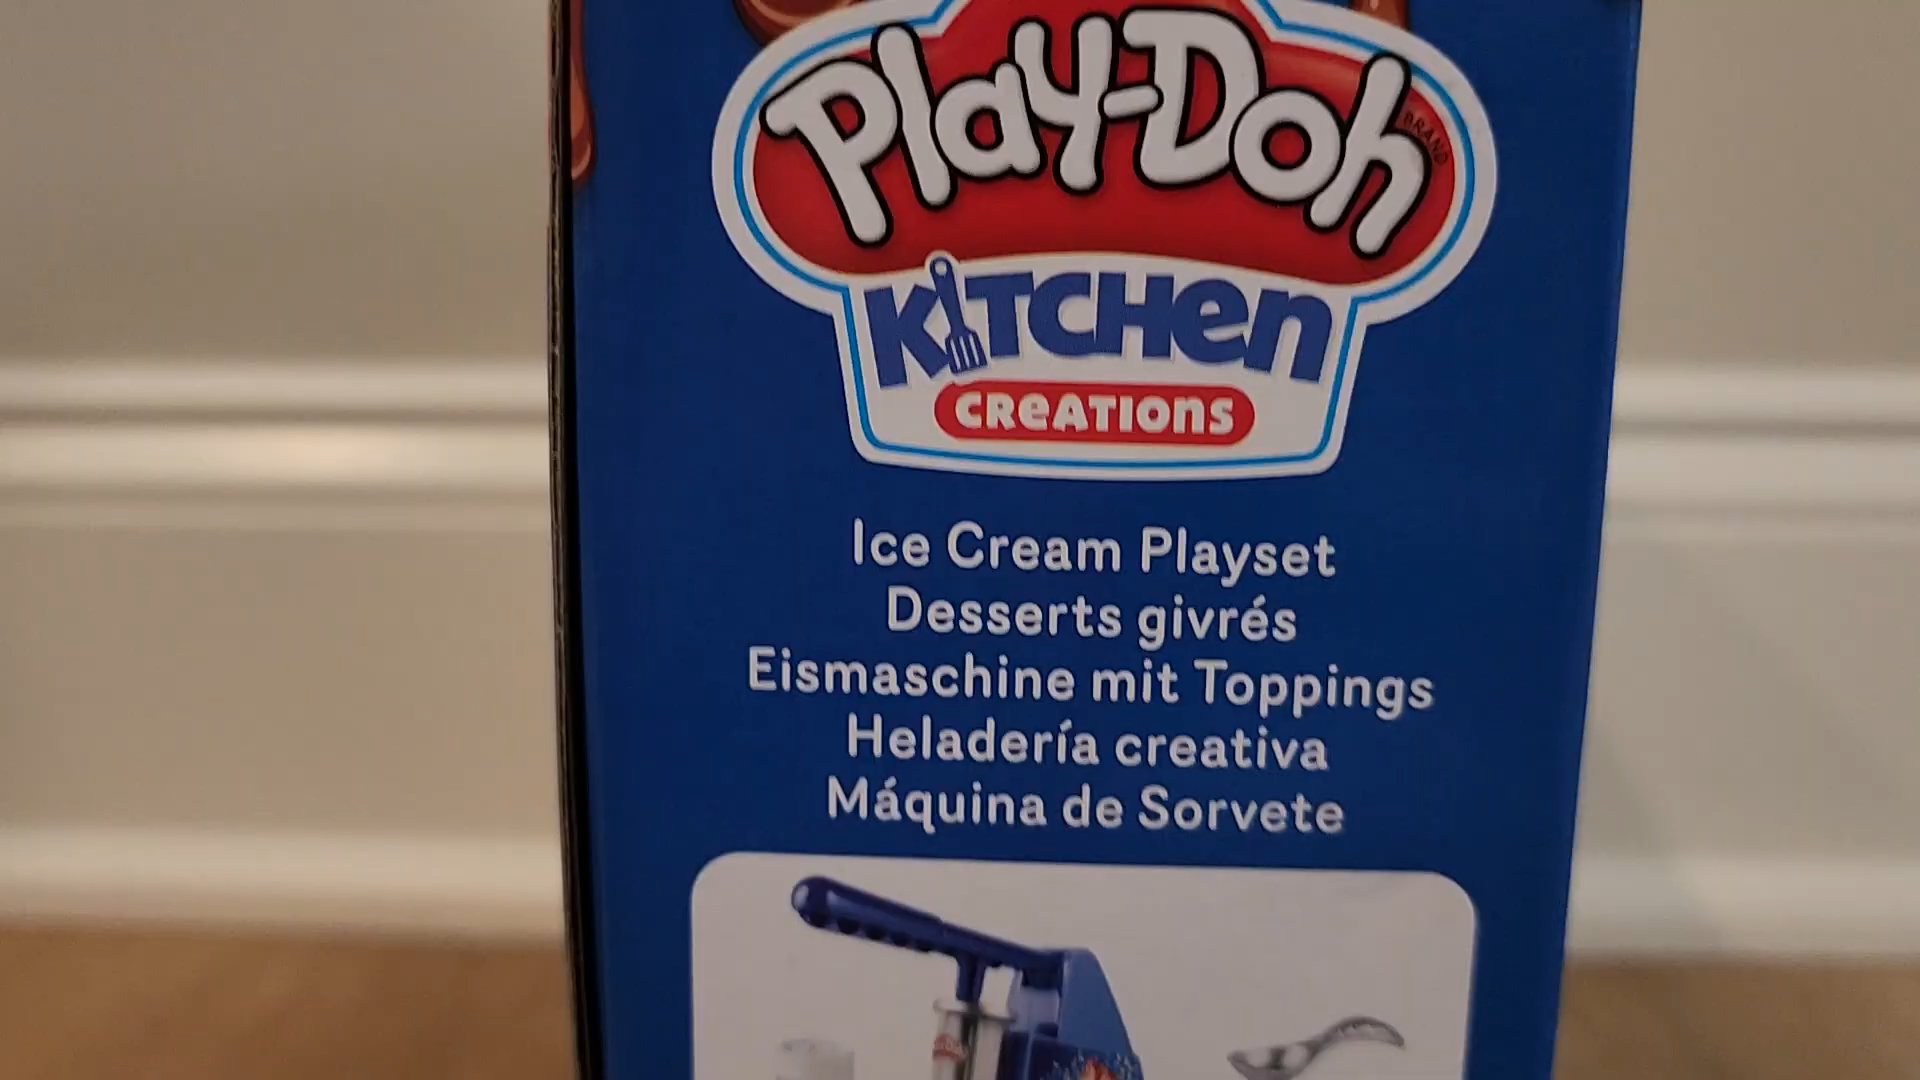 Play-Doh
BRAND
KITCHen
CReATIOnS
Ice Cream Playset
Desserts givrés
Eismaschine mit Toppings
Heladería creativa
Máquina de Sorvete